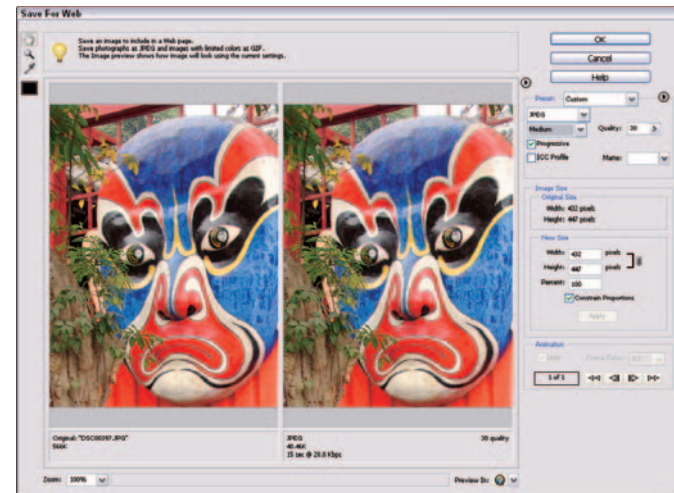 Save For Web
Save an image to include in a Web page.
Save photographs as JPEG and images with limited colors as GIF.
The Image preview shows how image will look using the current settings.
OK
Cancel
Help
Preset: Custom
JPEG
Medium
Quality: 30
Progressive
ICC Profile
Matte:
Image Size
Original Size
Width: 432 pixels
Height: 447 pixels
New Size
Width: 432 pixels
Height: 447 pixels
Percent: 100
Constrain Proportions
Apply
Animation
Frame Delay:
1 of 1
Original: "DSC00287.JPG"
566K
JPEG
40.46K
15 sec @ 28.8 Kbps
30 quality
Zoom: 100%
Preview In: